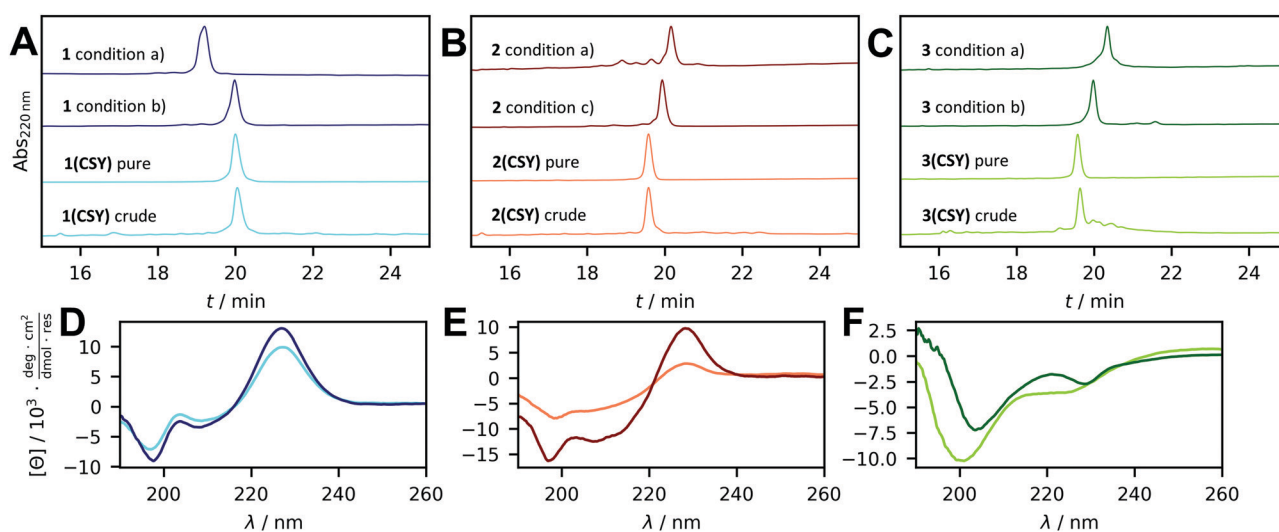 A
1 condition a)
1 condition b)
1(CSY) pure
1(CSY) crude
Abs220 nm
16 18 20 22 24
t / min
B
2 condition a)
2 condition c)
2(CSY) pure
2(CSY) crude
16 18 20 22 24
t / min
C
3 condition a)
3 condition b)
3(CSY) pure
3(CSY) crude
16 18 20 22 24
t / min
D
[Θ] / 10³ · deg · cm² / dmol · res
10
5
0
−5
−10
200 220 240 260
λ / nm
E
10
5
0
−5
−10
−15
200 220 240 260
λ / nm
F
2.5
0.0
−2.5
−5.0
−7.5
−10.0
200 220 240 260
λ / nm